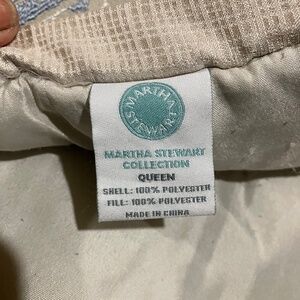 MARTHA
STEWART
MARTHA STEWART
COLLECTION
QUEEN
SHELL: 100% POLYESTER
FILL: 100% POLYESTER
MADE IN CHINA